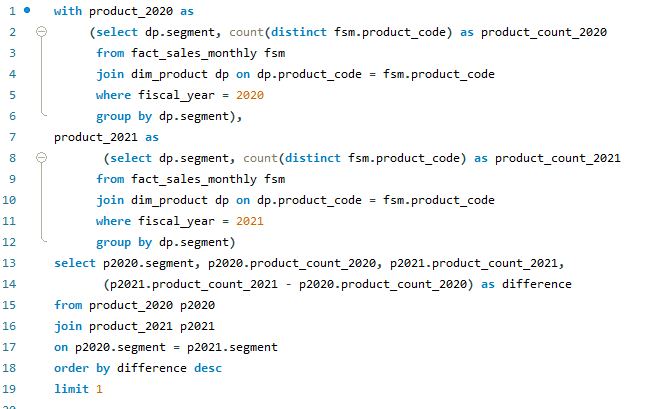 1 with product_2020 as
2 (select dp.segment, count(distinct fsm.product_code) as product_count_2020
3 from fact_sales_monthly fsm
4 join dim_product dp on dp.product_code = fsm.product_code
5 where fiscal_year = 2020
6 group by dp.segment),
7 product_2021 as
8 (select dp.segment, count(distinct fsm.product_code) as product_count_2021
9 from fact_sales_monthly fsm
10 join dim_product dp on dp.product_code = fsm.product_code
11 where fiscal_year = 2021
12 group by dp.segment)
13 select p2020.segment, p2020.product_count_2020, p2021.product_count_2021,
14 (p2021.product_count_2021 - p2020.product_count_2020) as difference
15 from product_2020 p2020
16 join product_2021 p2021
17 on p2020.segment = p2021.segment
18 order by difference desc
19 limit 1